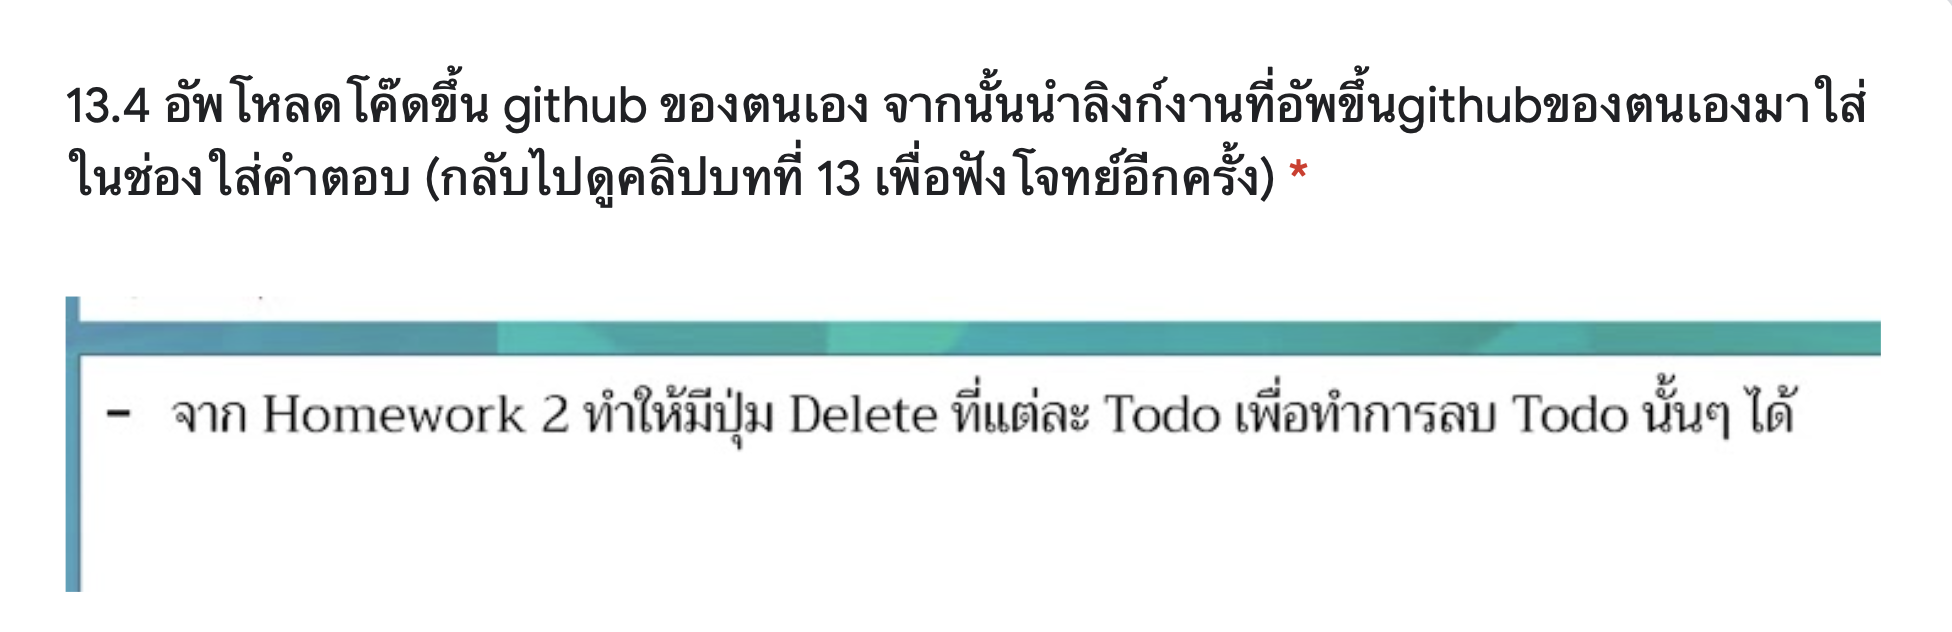 13.4 อัพโหลดโค๊ดขึ้น github ของตนเอง จากนั้นนำลิงก์งานที่อัพขึ้นgithubของตนเองมาใส่
ในช่องใส่คำตอบ (กลับไปดูคลิปบทที่ 13 เพื่อฟังโจทย์อีกครั้ง) *
- จาก Homework 2 ทำให้มีปุ่ม Delete ที่แต่ละ Todo เพื่อทำการลบ Todo นั้นๆ ได้